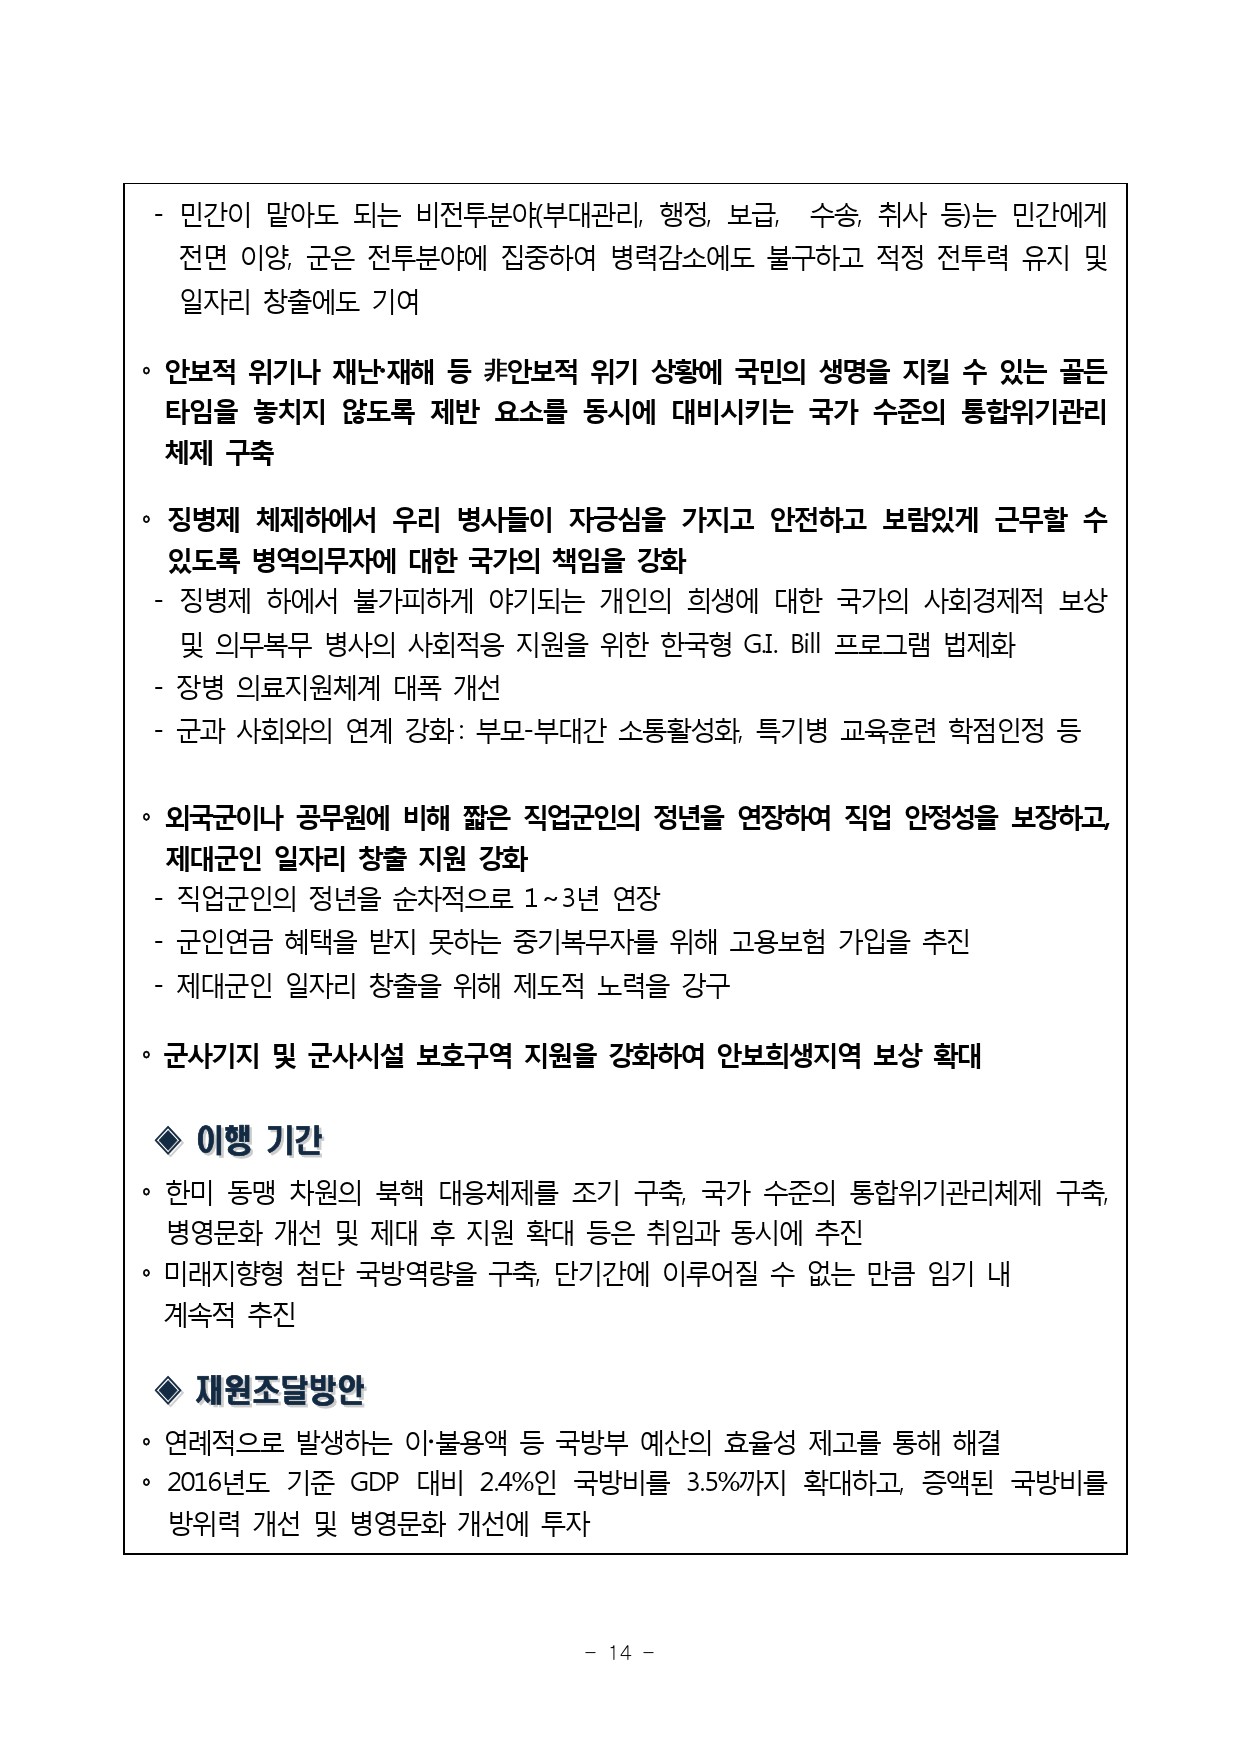 - 민간이 맡아도 되는 비전투분야(부대관리, 행정, 보급, 수송, 취사 등)는 민간에게
전면 이양, 군은 전투분야에 집중하여 병력감소에도 불구하고 적정 전투력 유지 및
일자리 창출에도 기여
◦ 안보적 위기나 재난·재해 등 非안보적 위기 상황에 국민의 생명을 지킬 수 있는 골든
타임을 놓치지 않도록 제반 요소를 동시에 대비시키는 국가 수준의 통합위기관리
체제 구축
◦ 징병제 체제하에서 우리 병사들이 자긍심을 가지고 안전하고 보람있게 근무할 수
있도록 병역의무자에 대한 국가의 책임을 강화
- 징병제 하에서 불가피하게 야기되는 개인의 희생에 대한 국가의 사회경제적 보상
및 의무복무 병사의 사회적응 지원을 위한 한국형 G.I. Bill 프로그램 법제화
- 장병 의료지원체계 대폭 개선
- 군과 사회와의 연계 강화 : 부모-부대간 소통활성화, 특기병 교육훈련 학점인정 등
◦ 외국군이나 공무원에 비해 짧은 직업군인의 정년을 연장하여 직업 안정성을 보장하고,
제대군인 일자리 창출 지원 강화
- 직업군인의 정년을 순차적으로 1~3년 연장
- 군인연금 혜택을 받지 못하는 중기복무자를 위해 고용보험 가입을 추진
- 제대군인 일자리 창출을 위해 제도적 노력을 강구
◦ 군사기지 및 군사시설 보호구역 지원을 강화하여 안보희생지역 보상 확대
◈ 이행 기간
◦ 한미 동맹 차원의 북핵 대응체제를 조기 구축, 국가 수준의 통합위기관리체제 구축,
병영문화 개선 및 제대 후 지원 확대 등은 취임과 동시에 추진
◦ 미래지향형 첨단 국방역량을 구축, 단기간에 이루어질 수 없는 만큼 임기 내
계속적 추진
◈ 재원조달방안
◦ 연례적으로 발생하는 이·불용액 등 국방부 예산의 효율성 제고를 통해 해결
◦ 2016년도 기준 GDP 대비 2.4%인 국방비를 3.5%까지 확대하고, 증액된 국방비를
방위력 개선 및 병영문화 개선에 투자
- 14 -